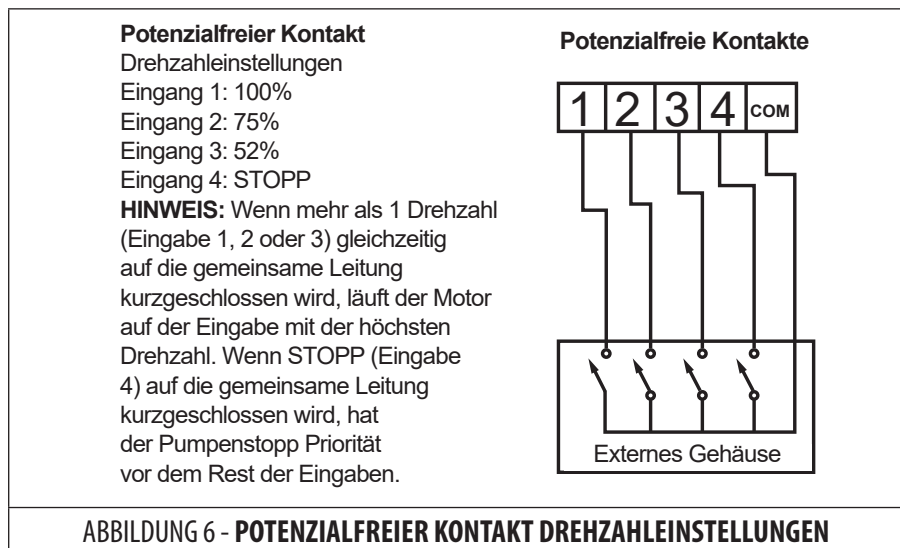 Potenzialfreier Kontakt
Drehzahleinstellungen
Eingang 1: 100%
Eingang 2: 75%
Eingang 3: 52%
Eingang 4: STOPP
HINWEIS: Wenn mehr als 1 Drehzahl
(Eingabe 1, 2 oder 3) gleichzeitig
auf die gemeinsame Leitung
kurzgeschlossen wird, läuft der Motor
auf der Eingabe mit der höchsten
Drehzahl. Wenn STOPP (Eingabe
4) auf die gemeinsame Leitung
kurzgeschlossen wird, hat
der Pumpenstopp Priorität
vor dem Rest der Eingaben.
Potenzialfreie Kontakte
1 2 3 4 COM
Externes Gehäuse
ABBILDUNG 6 - POTENZIALFREIER KONTAKT DREHZAHLEINSTELLUNGEN